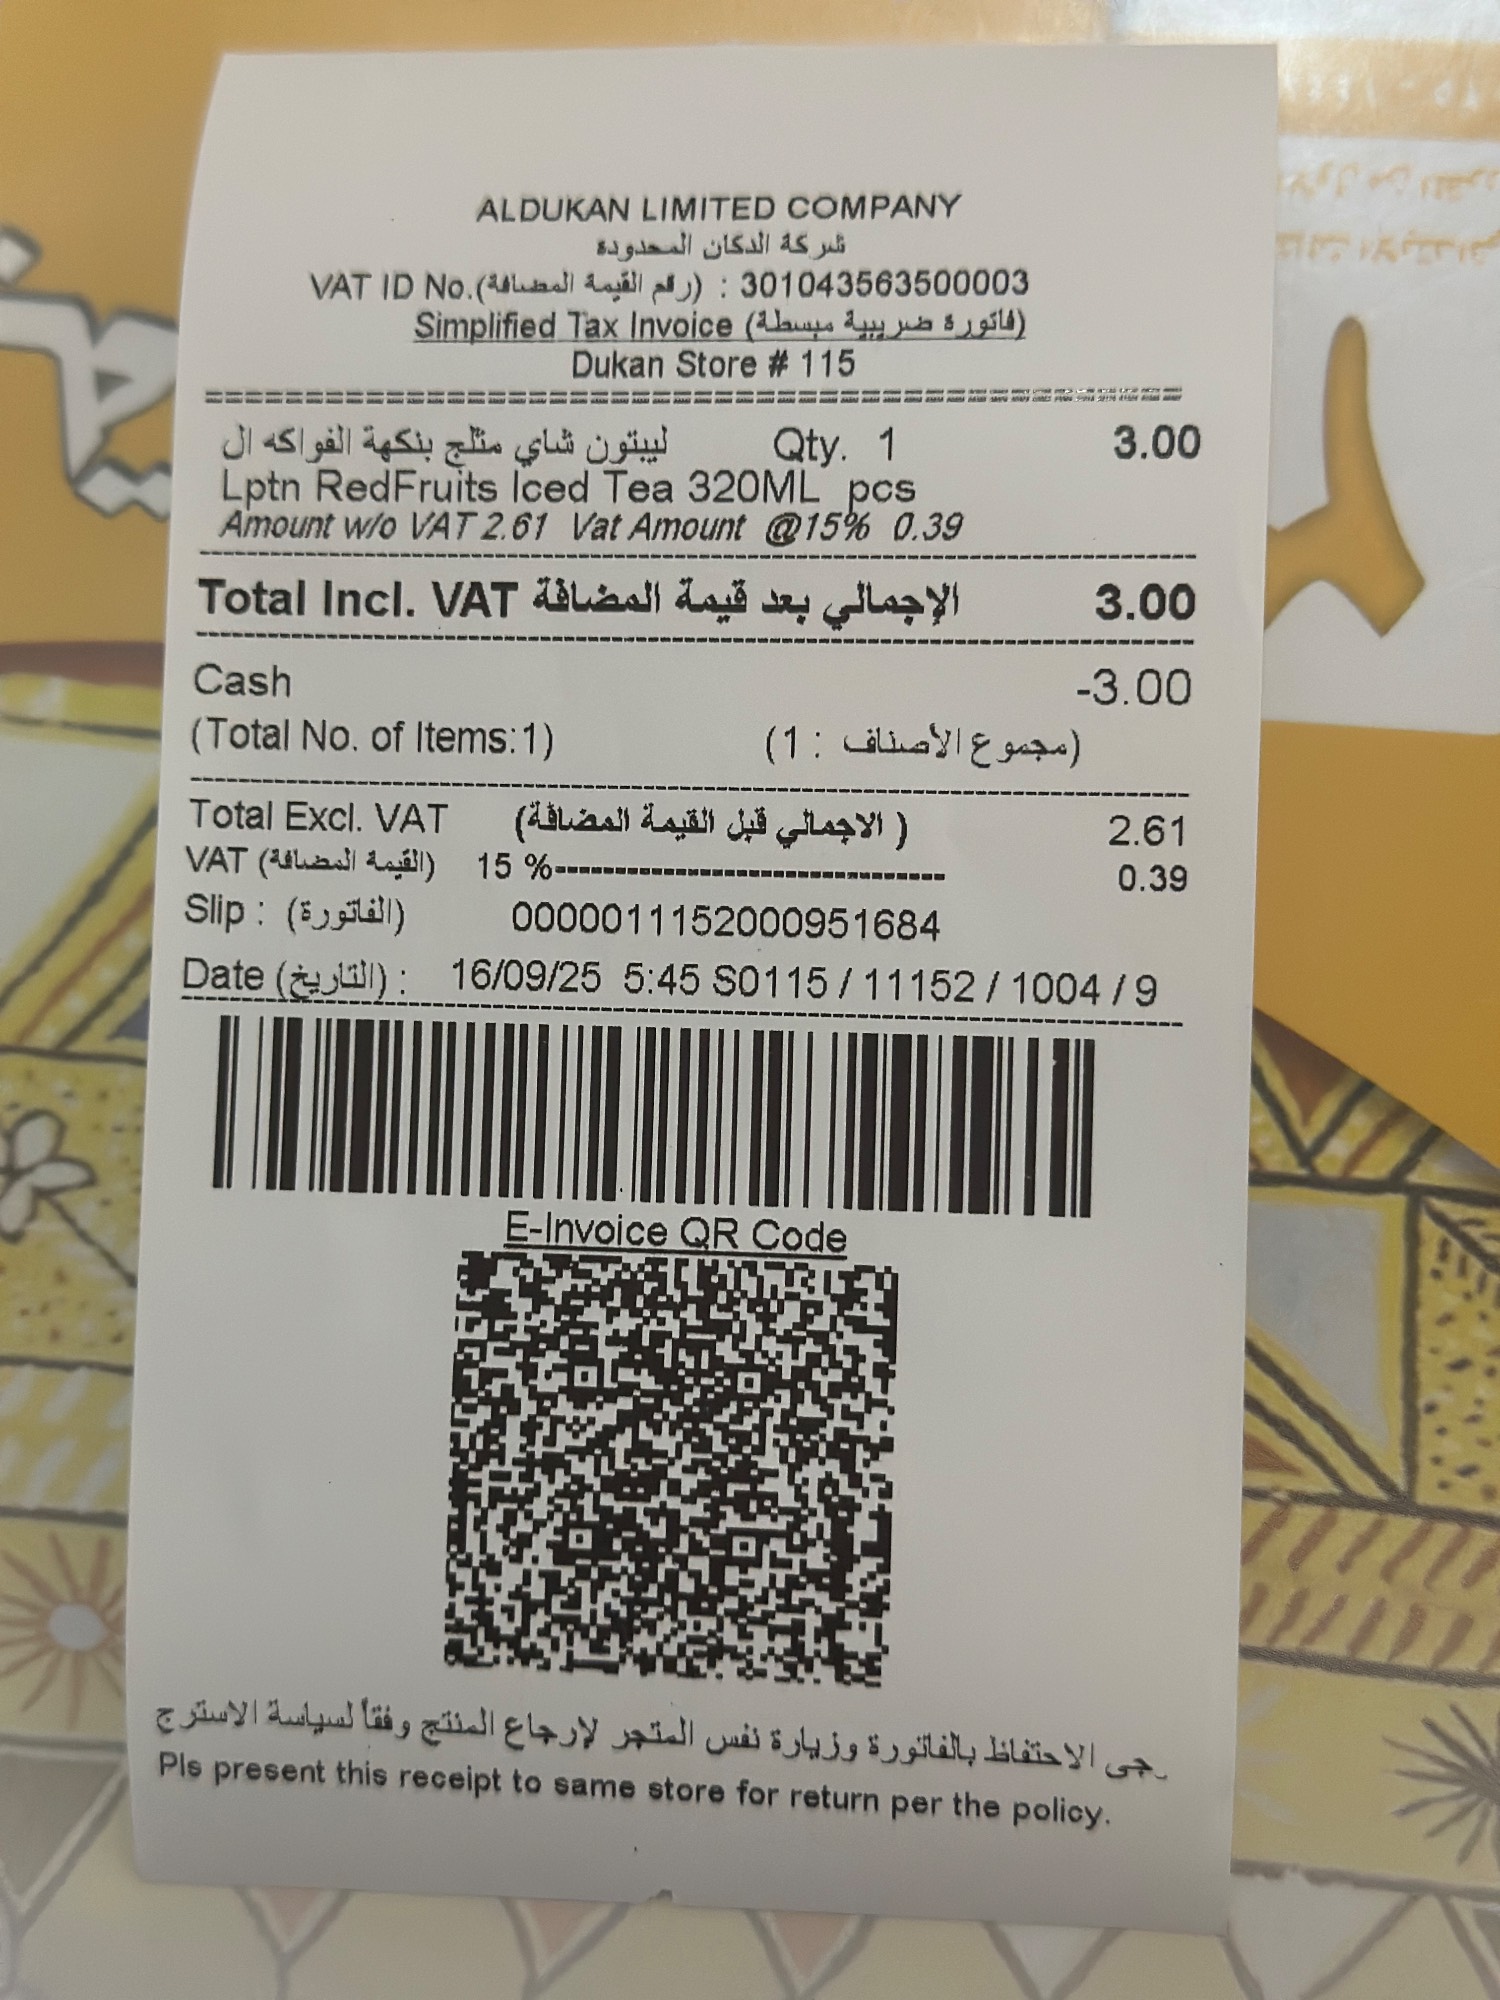 ALDUKAN LIMITED COMPANY
شركة الدكان المحدودة
VAT ID No.(رقم القيمة المضافة) : 301043563500003
Simplified Tax Invoice (فاتورة ضريبية مبسطة)
Dukan Store # 115
ليبتون شاي مثلج بنكهة الفواكه ال Qty. 1 3.00
Lptn RedFruits Iced Tea 320ML pcs
Amount w/o VAT 2.61 Vat Amount @15% 0.39
Total Incl. VAT الإجمالي بعد قيمة المضافة 3.00
Cash -3.00
(Total No. of Items:1) (مجموع الأصناف : 1)
Total Excl. VAT (الاجمالي قبل القيمة المضافة ) 2.61
VAT (القيمة المضافة) 15 %-------------------------------- 0.39
Slip : (الفاتورة) 0000011152000951684
Date (التاريخ) : 16/09/25 5:45 S0115 / 11152 / 1004 / 9
E-Invoice QR Code
رجى الاحتفاظ بالفاتورة وزيارة نفس المتجر لإرجاع المنتج وفقاً لسياسة الاسترج
Pls present this receipt to same store for return per the policy.